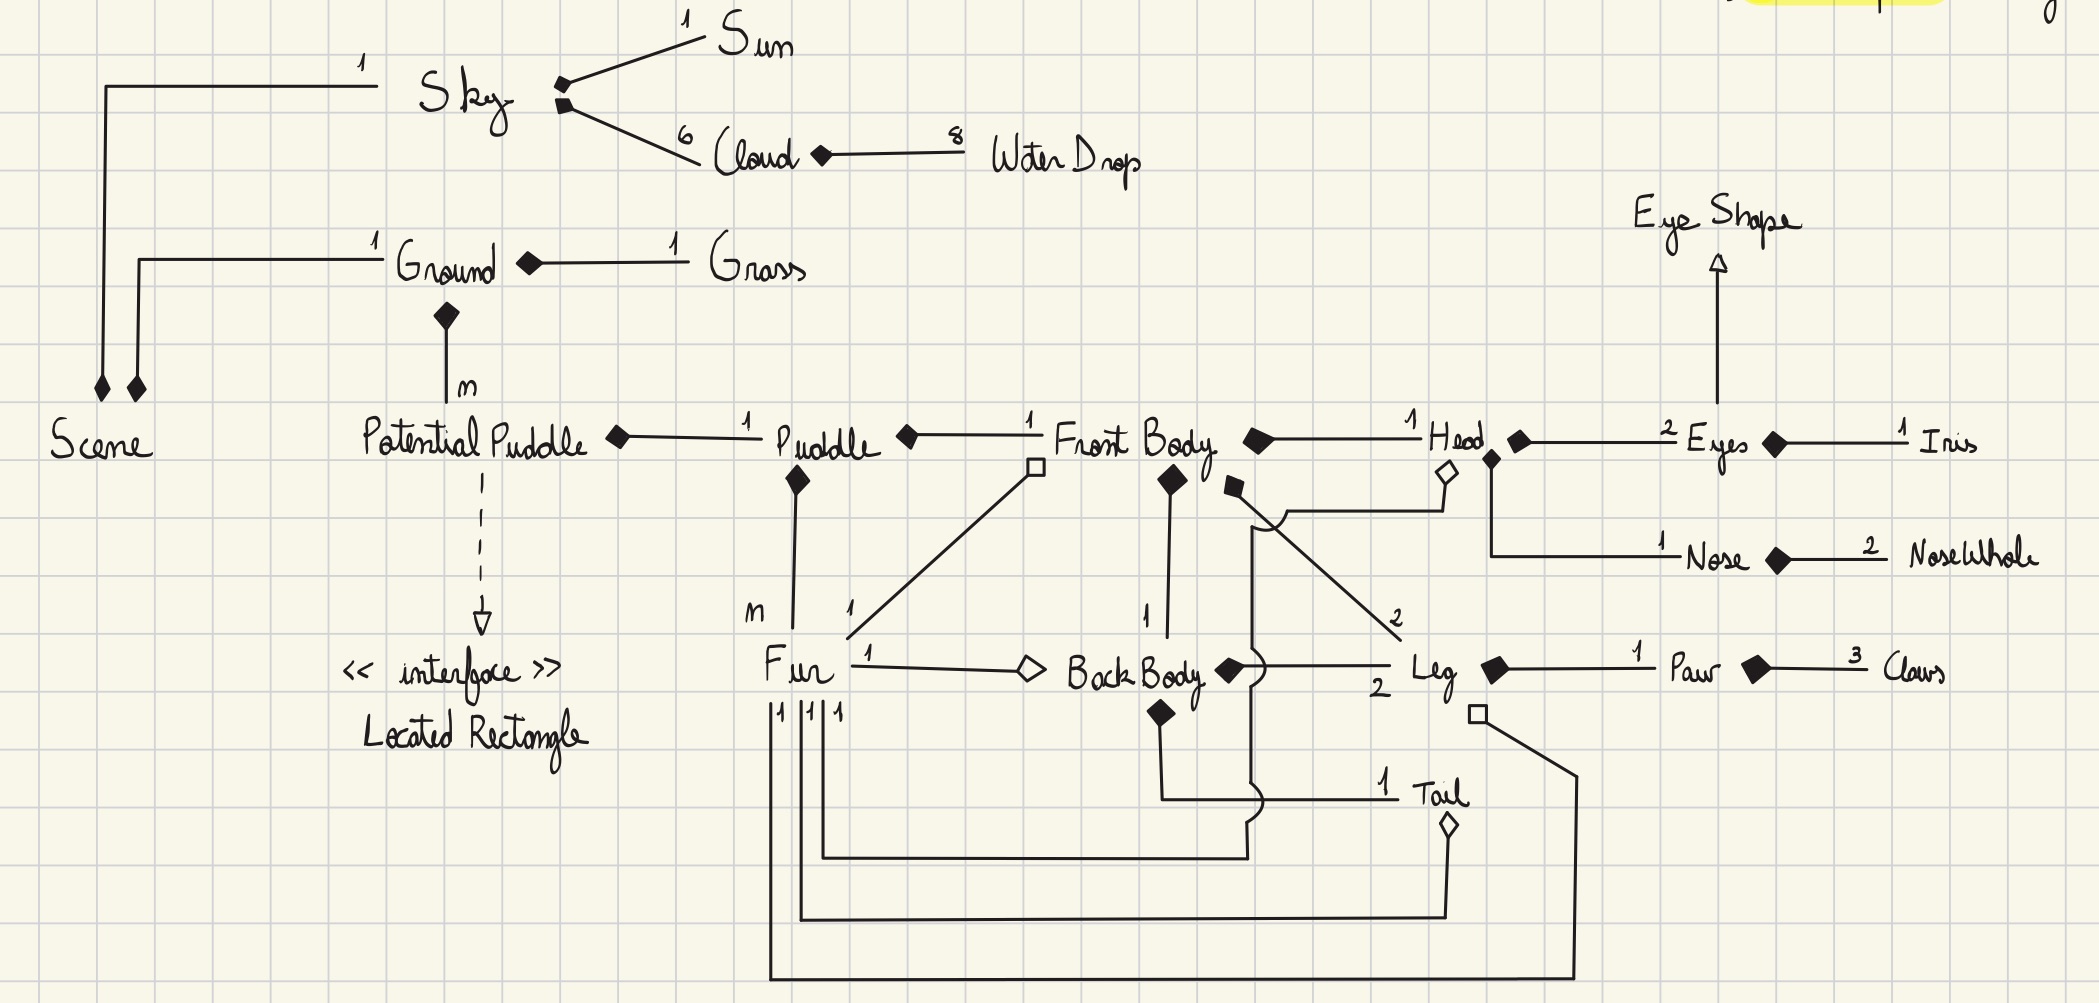 1 Sun
1 Sky
6 Cloud 8 Water Drop
Eye Shape
1 Ground 1 Grass
n
Scene Potential Puddle 1 Puddle 1 Front Body 1 Head 2 Eyes 1 Iris
1 Nose 2 NoseWhole
n 1 1 2
<< interface >> Fur 1 Back Body 2 Leg 1 Paw 3 Claws
Located Rectangle
1 1 1
1 Tail